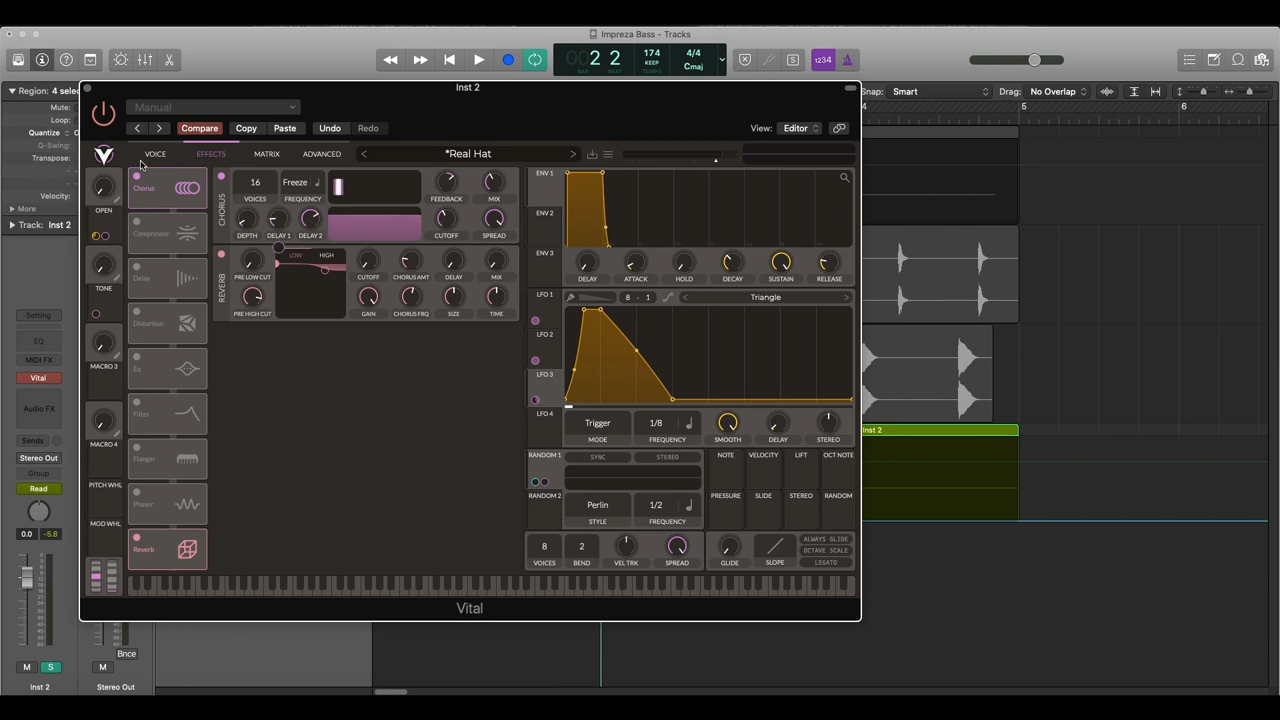 Impreza Bass - Tracks
2 2
BAR
BEAT
174
KEEP
TEMPO
4/4
Cmaj
1234
Region: 4 selec
Mute:
Loop:
Quantize
Q-Swing:
Transpose:
Velocity:
More
Track: Inst 2
Snap: Smart
Drag: No Overlap
4
5
6
Inst 2
Manual
Compare
Copy
Paste
Undo
Redo
View: Editor
VOICE
EFFECTS
MATRIX
ADVANCED
*Real Hat
OPEN
TONE
MACRO 3
MACRO 4
PITCH WHL
MOD WHL
Chorus
Compressor
Delay
Distortion
Eq
Filter
Flanger
Phaser
Reverb
CHORUS
16
VOICES
Freeze
FREQUENCY
FEEDBACK
MIX
DEPTH
DELAY 1
DELAY 2
CUTOFF
SPREAD
REVERB
PRE LOW CUT
LOW
HIGH
CUTOFF
CHORUS AMT
DELAY
MIX
PRE HIGH CUT
GAIN
CHORUS FRQ
SIZE
TIME
ENV 1
ENV 2
ENV 3
DELAY
ATTACK
HOLD
DECAY
SUSTAIN
RELEASE
LFO 1
LFO 2
LFO 3
LFO 4
8 - 1
Triangle
Trigger
MODE
1/8
FREQUENCY
SMOOTH
DELAY
STEREO
RANDOM 1
RANDOM 2
SYNC
STEREO
Perlin
STYLE
1/2
FREQUENCY
NOTE
VELOCITY
LIFT
OCT NOTE
PRESSURE
SLIDE
STEREO
RANDOM
8
VOICES
2
BEND
VEL TRK
SPREAD
GLIDE
SLOPE
ALWAYS GLIDE
OCTAVE SCALE
LEGATO
Vital
Setting
EQ
MIDI FX
Vital
Audio FX
Sends
Stereo Out
Group
Read
0.0
-5.8
Bnce
M
S
M
Inst 2
Stereo Out
Inst 2